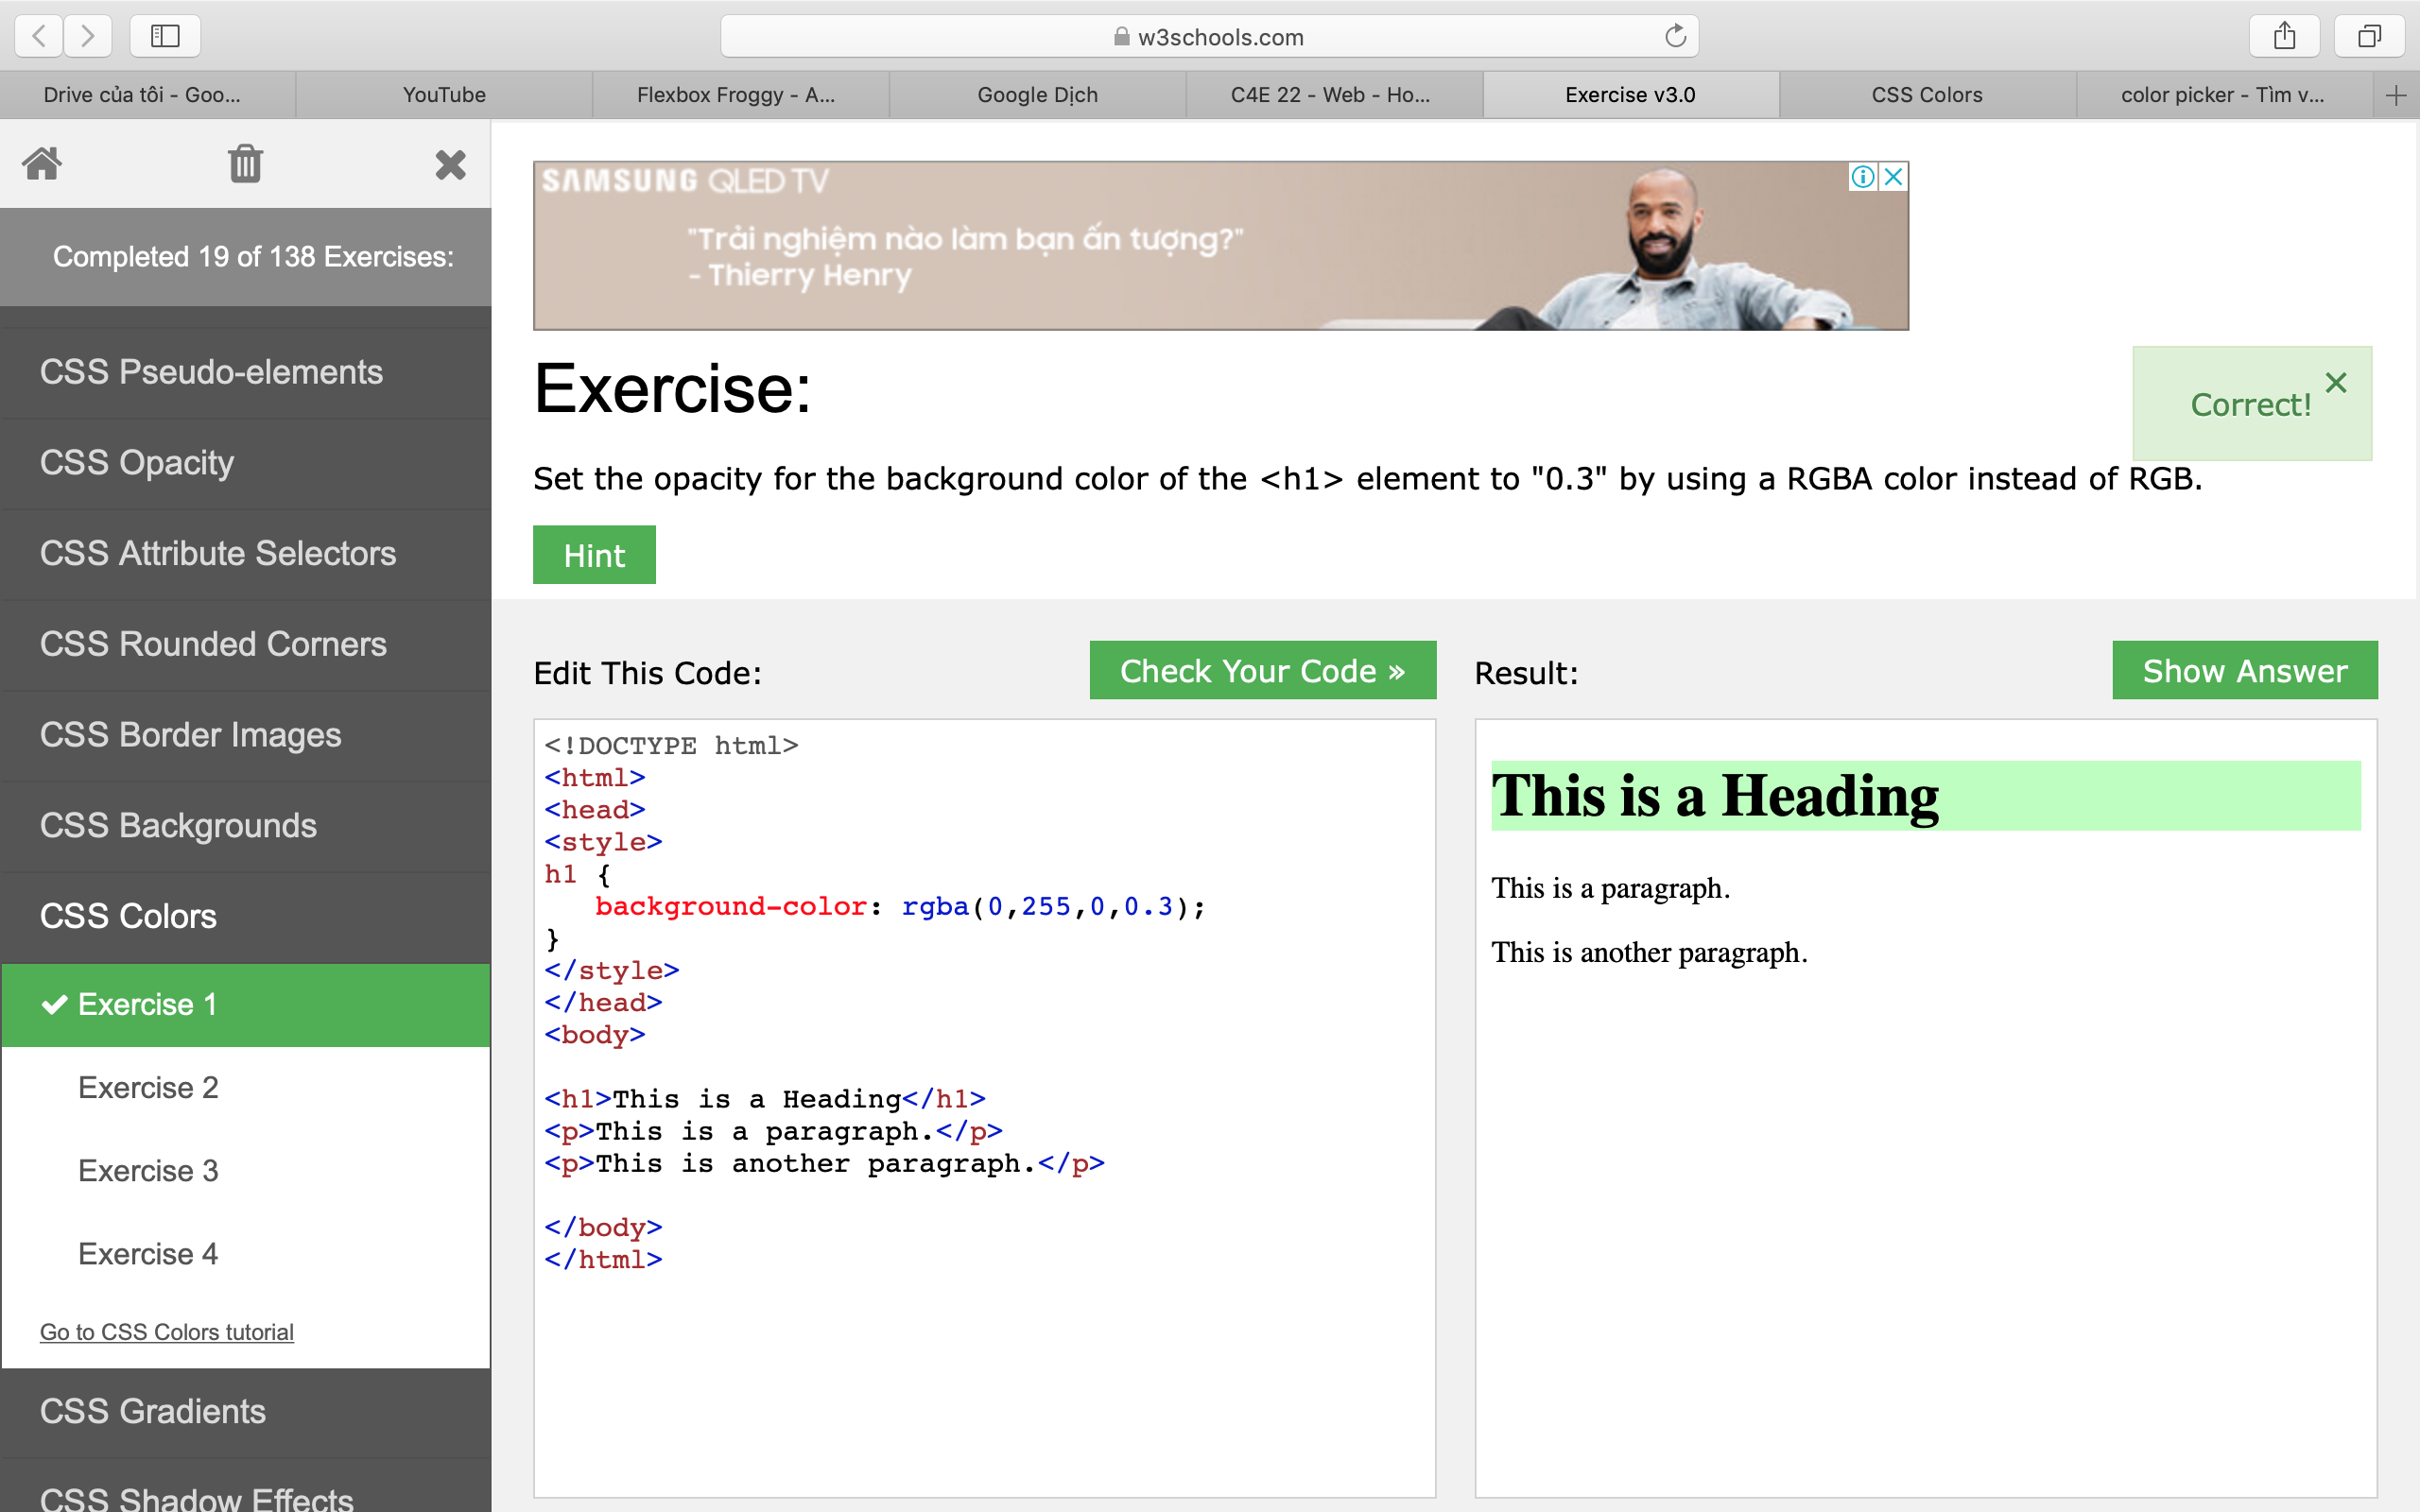 w3schools.com
Drive của tôi - Goo...
YouTube
Flexbox Froggy - A...
Google Dịch
C4E 22 - Web - Ho...
Exercise v3.0
CSS Colors
color picker - Tìm v...
Completed 19 of 138 Exercises:
CSS Pseudo-elements
CSS Opacity
CSS Attribute Selectors
CSS Rounded Corners
CSS Border Images
CSS Backgrounds
CSS Colors
Exercise 1
Exercise 2
Exercise 3
Exercise 4
Go to CSS Colors tutorial
CSS Gradients
CSS Shadow Effects
SAMSUNG QLED TV
"Trải nghiệm nào làm bạn ấn tượng?"
- Thierry Henry
Exercise:
Correct!
Set the opacity for the background color of the <h1> element to "0.3" by using a RGBA color instead of RGB.
Hint
Edit This Code:
Check Your Code »
<!DOCTYPE html>
<html>
<head>
<style>
h1 {
background-color: rgba(0,255,0,0.3);
}
</style>
</head>
<body>
<h1>This is a Heading</h1>
<p>This is a paragraph.</p>
<p>This is another paragraph.</p>
</body>
</html>
Result:
Show Answer
This is a Heading
This is a paragraph.
This is another paragraph.